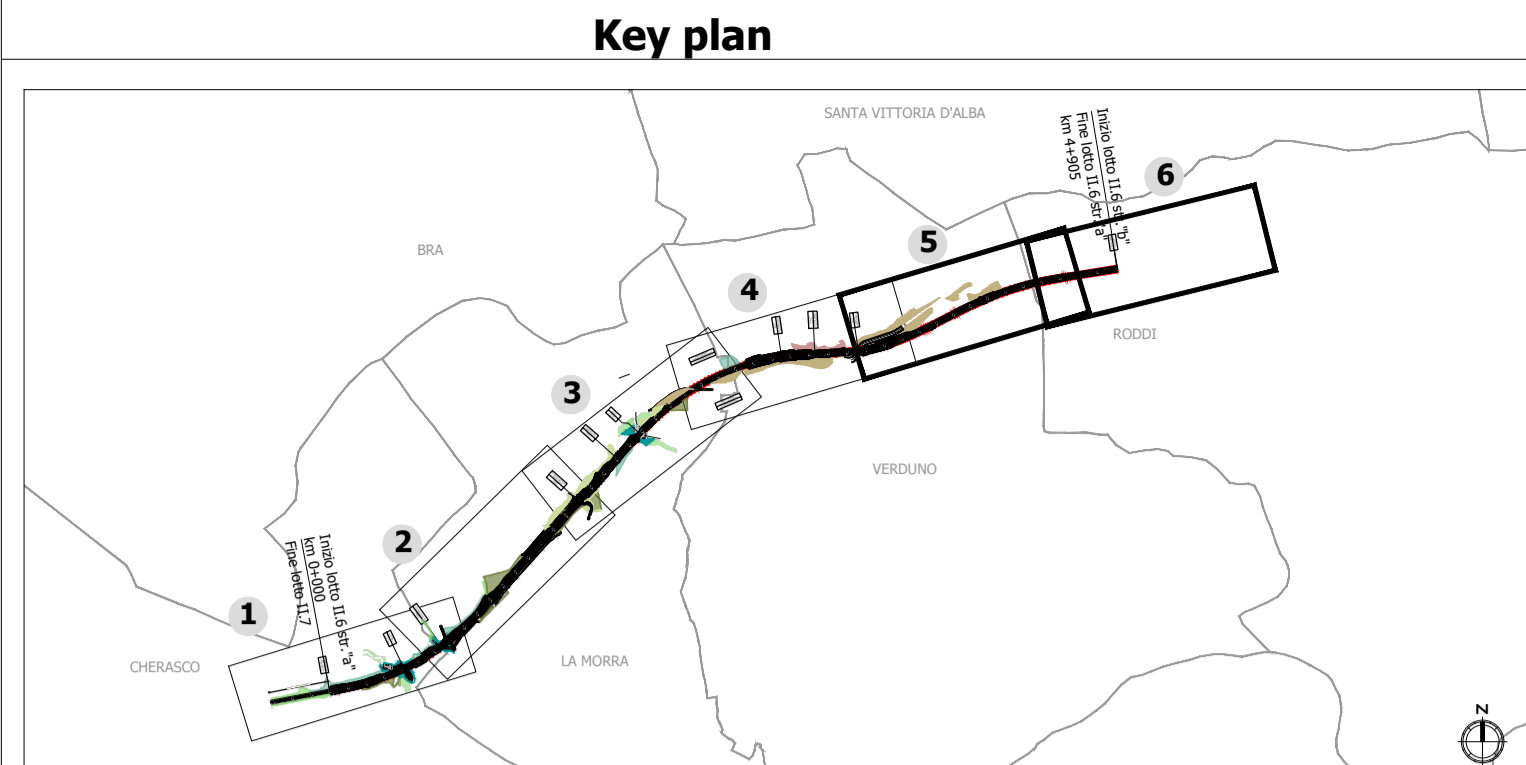 Key plan
SANTA VITTORIA D'ALBA
Inizio lotto II.6 str. "b"
Fine lotto II.6 str. "a"
km 4+905
6
BRA
5
4
RODDI
3
VERDUNO
2
Inizio lotto II.6 str."a"
km 0+000
Fine lotto II.7
1
CHERASCO
LA MORRA
N